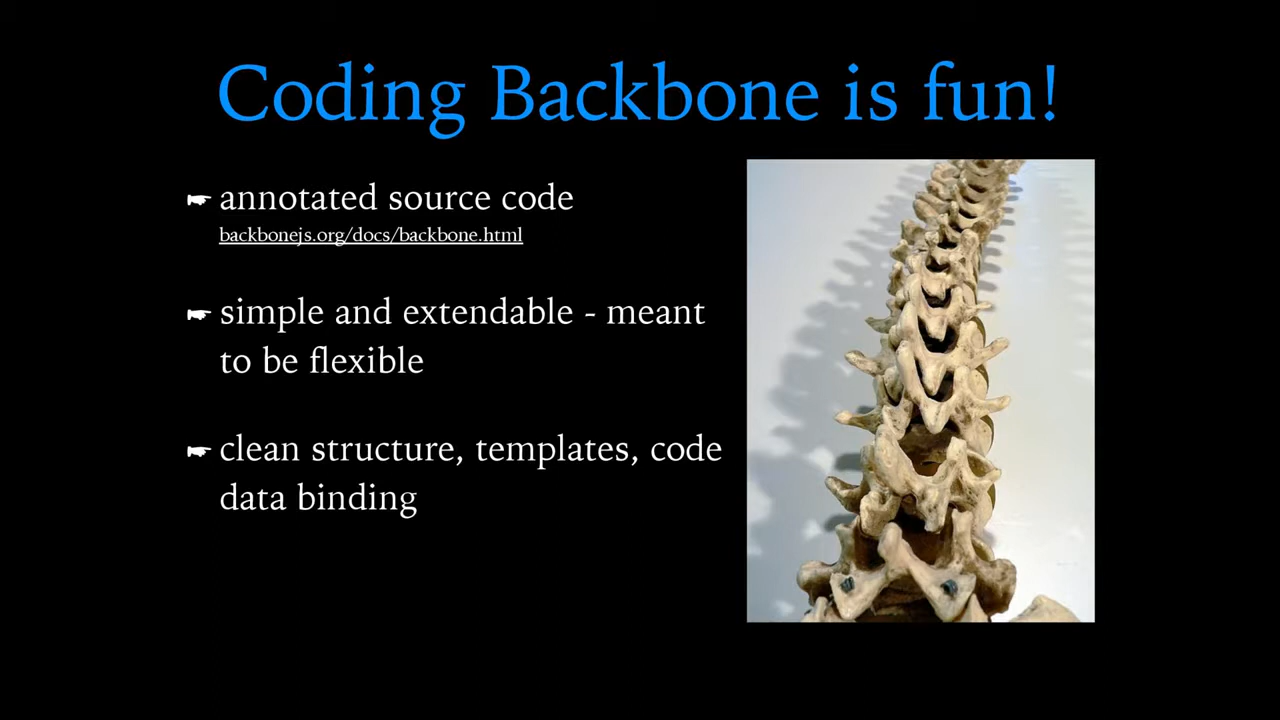 Coding Backbone is fun!
☛ annotated source code
backbonejs.org/docs/backbone.html
☛ simple and extendable - meant
to be flexible
☛ clean structure, templates, code
data binding